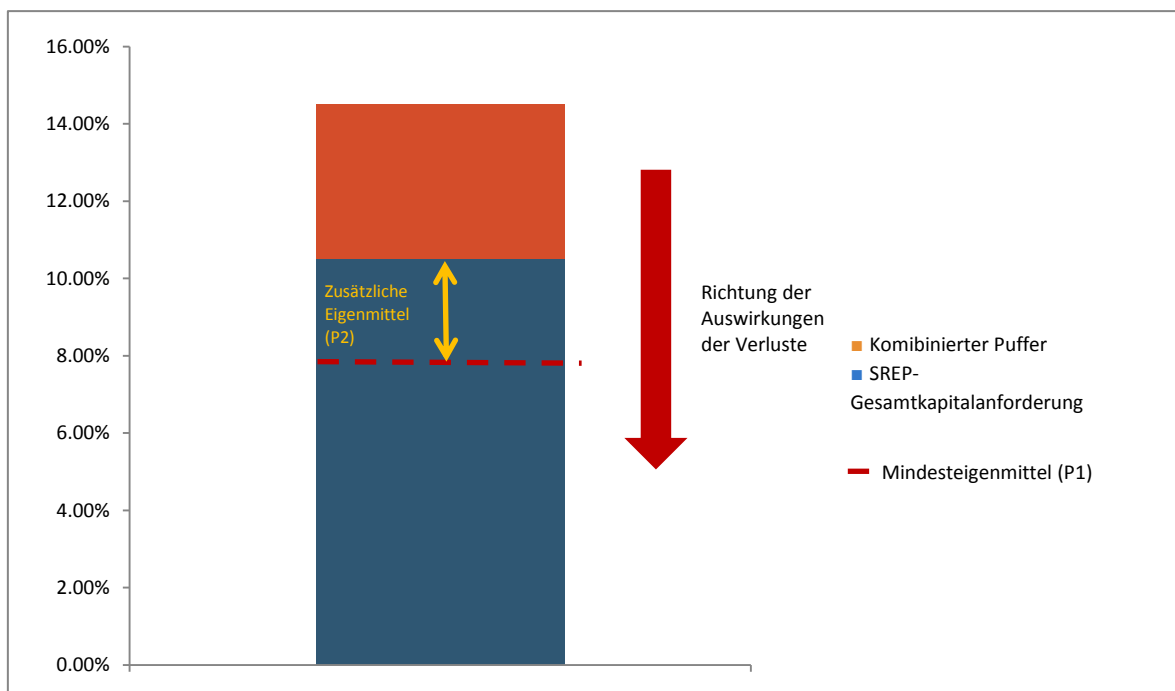 16.00%
14.00%
12.00%
10.00%
8.00%
6.00%
4.00%
2.00%
0.00%
Zusätzliche
Eigenmittel
(P2)
Richtung der
Auswirkungen
der Verluste
Kombinierter Puffer
SREP-
Gesamtkapitalanforderung
Mindesteigenmittel (P1)